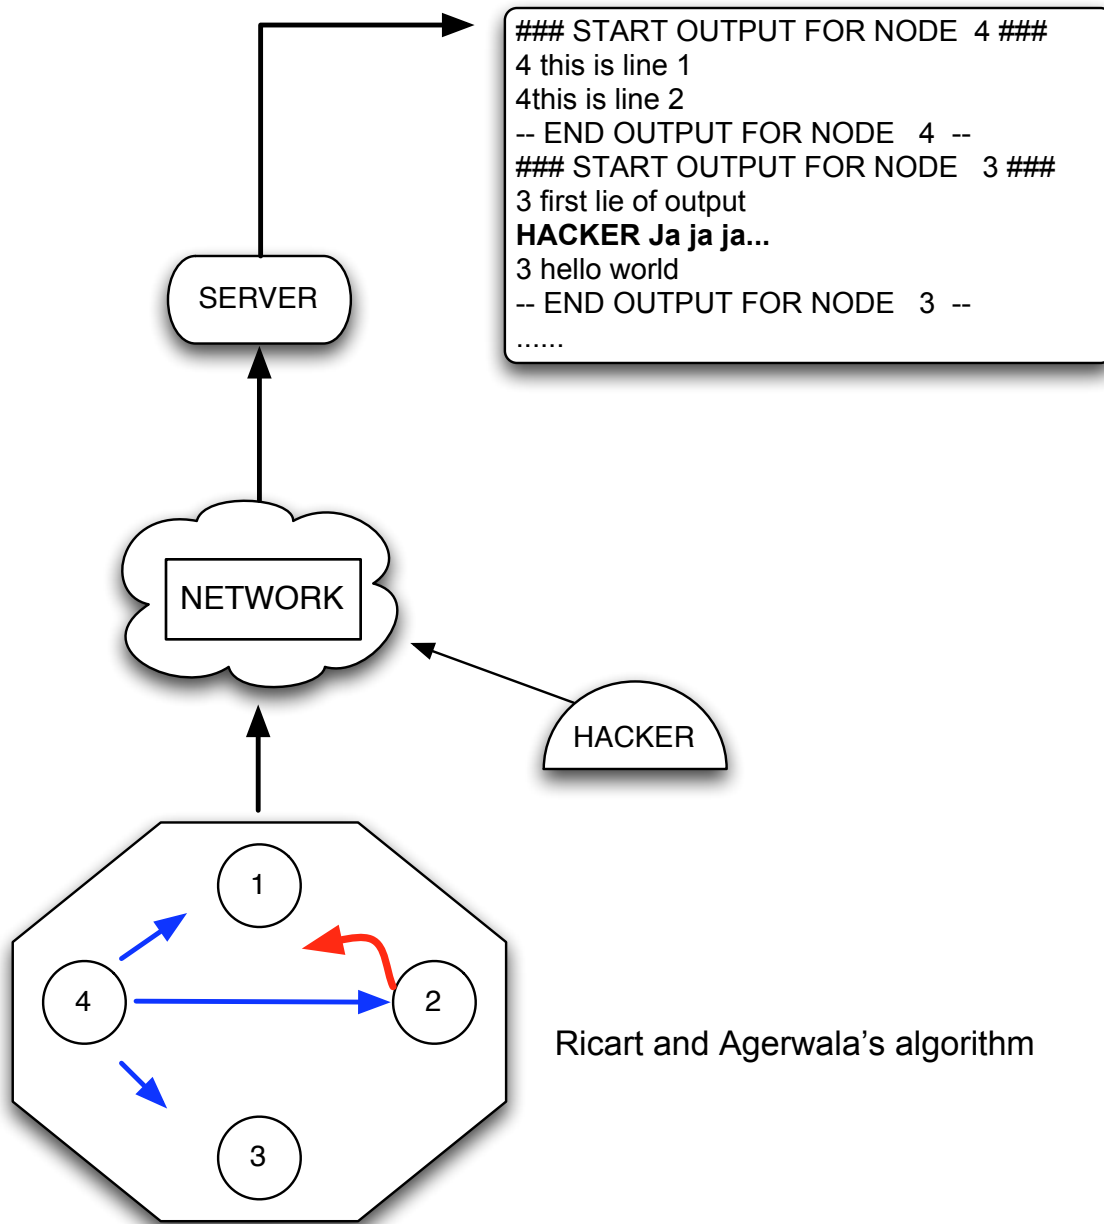 ### START OUTPUT FOR NODE  4 ###
4 this is line 1
4this is line 2
-- END OUTPUT FOR NODE   4  --
### START OUTPUT FOR NODE   3 ###
3 first lie of output
HACKER Ja ja ja...
3 hello world
-- END OUTPUT FOR NODE   3  --
......
SERVER
NETWORK
HACKER
1
4
2
Ricart and Agerwala's algorithm
3